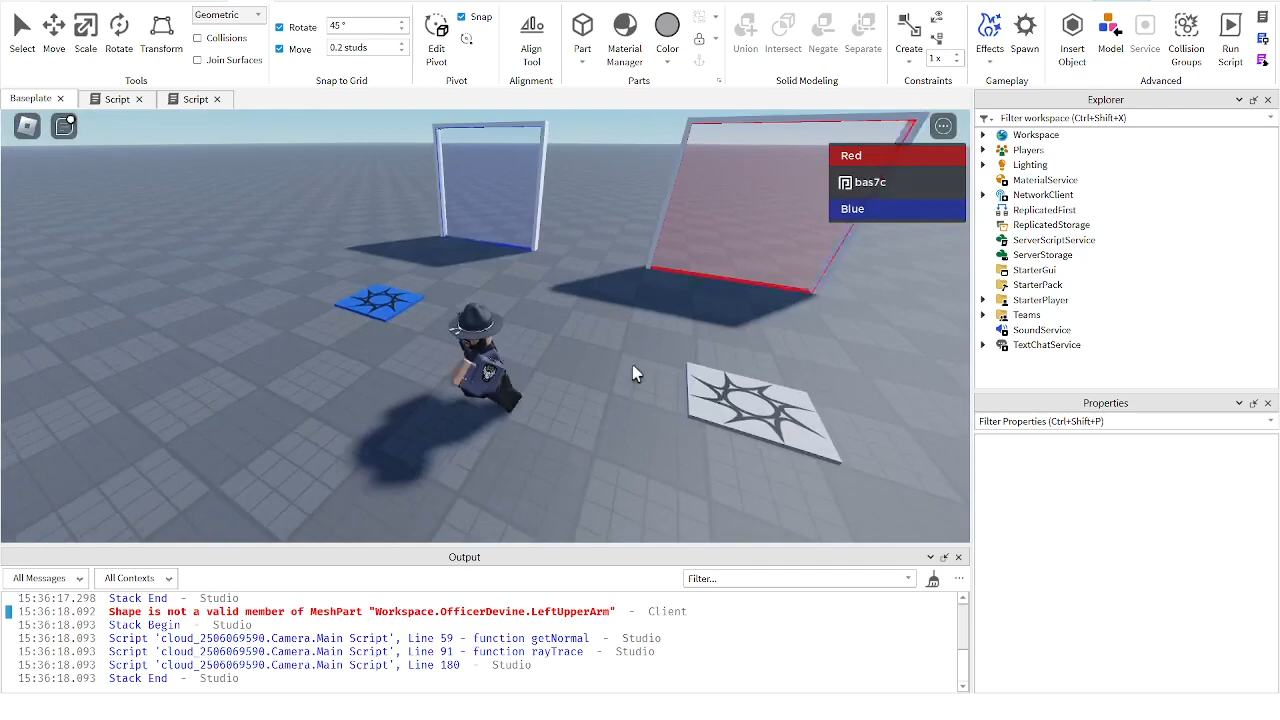 Select
Move
Scale
Rotate
Transform
Geometric
Collisions
Join Surfaces
Tools
Rotate
45 °
Move
0.2 studs
Snap to Grid
Edit
Pivot
Snap
Pivot
Align
Tool
Alignment
Part
Material
Manager
Color
Parts
Union
Intersect
Negate
Separate
Solid Modeling
Create
1 x
Constraints
Effects
Spawn
Gameplay
Insert
Object
Model
Service
Collision
Groups
Run
Script
Advanced
Baseplate
Script
Script
Red
bas7c
Blue
Explorer
Filter workspace (Ctrl+Shift+X)
Workspace
Players
Lighting
MaterialService
NetworkClient
ReplicatedFirst
ReplicatedStorage
ServerScriptService
ServerStorage
StarterGui
StarterPack
StarterPlayer
Teams
SoundService
TextChatService
Properties
Filter Properties (Ctrl+Shift+P)
Output
All Messages
All Contexts
Filter...
15:36:17.298 Stack End - Studio
15:36:18.092 Shape is not a valid member of MeshPart "Workspace.OfficerDevine.LeftUpperArm" - Client
15:36:18.093 Stack Begin - Studio
15:36:18.093 Script 'cloud_2506069590.Camera.Main Script', Line 59 - function getNormal - Studio
15:36:18.093 Script 'cloud_2506069590.Camera.Main Script', Line 91 - function rayTrace - Studio
15:36:18.093 Script 'cloud_2506069590.Camera.Main Script', Line 180 - Studio
15:36:18.093 Stack End - Studio